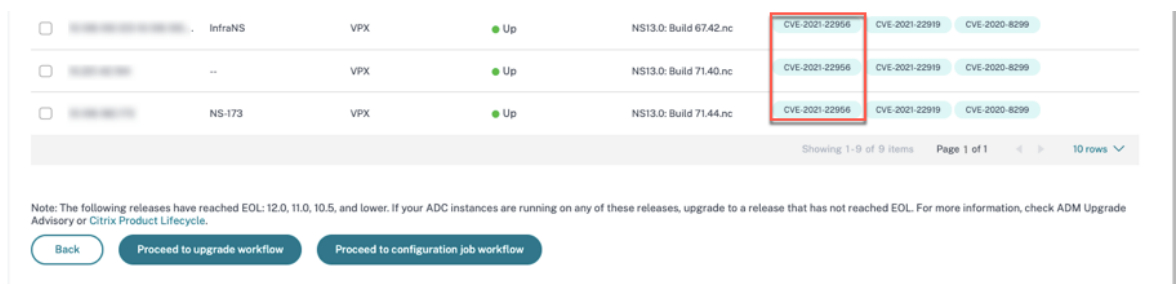 . InfraNS VPX Up NS13.0: Build 67.42.nc CVE-2021-22956 CVE-2021-22919 CVE-2020-8299
-- VPX Up NS13.0: Build 71.40.nc CVE-2021-22956 CVE-2021-22919 CVE-2020-8299
NS-173 VPX Up NS13.0: Build 71.44.nc CVE-2021-22956 CVE-2021-22919 CVE-2020-8299
Showing 1-9 of 9 items Page 1 of 1 10 rows
Note: The following releases have reached EOL: 12.0, 11.0, 10.5, and lower. If your ADC instances are running on any of these releases, upgrade to a release that has not reached EOL. For more information, check ADM Upgrade
Advisory or Citrix Product Lifecycle.
Back Proceed to upgrade workflow Proceed to configuration job workflow